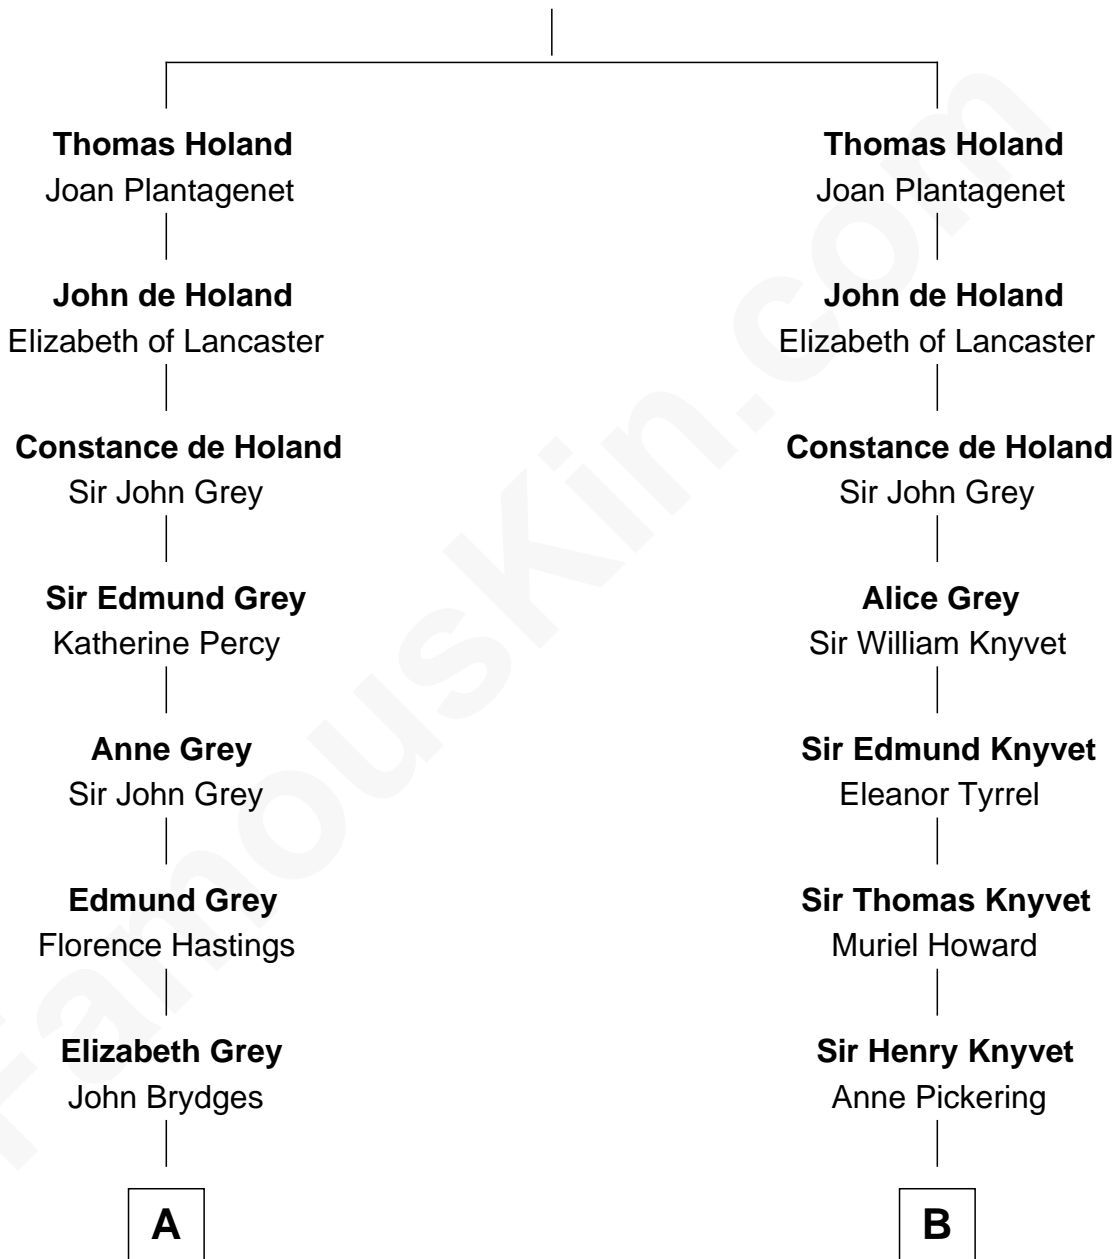 Thomas Holand
Joan Plantagenet
John de Holand
Elizabeth of Lancaster
Constance de Holand
Sir John Grey
Sir Edmund Grey
Katherine Percy
Anne Grey
Sir John Grey
Edmund Grey
Florence Hastings
Elizabeth Grey
John Brydges
A
Thomas Holand
Joan Plantagenet
John de Holand
Elizabeth of Lancaster
Constance de Holand
Sir John Grey
Alice Grey
Sir William Knyvet
Sir Edmund Knyvet
Eleanor Tyrrel
Sir Thomas Knyvet
Muriel Howard
Sir Henry Knyvet
Anne Pickering
B
FamousKin.com